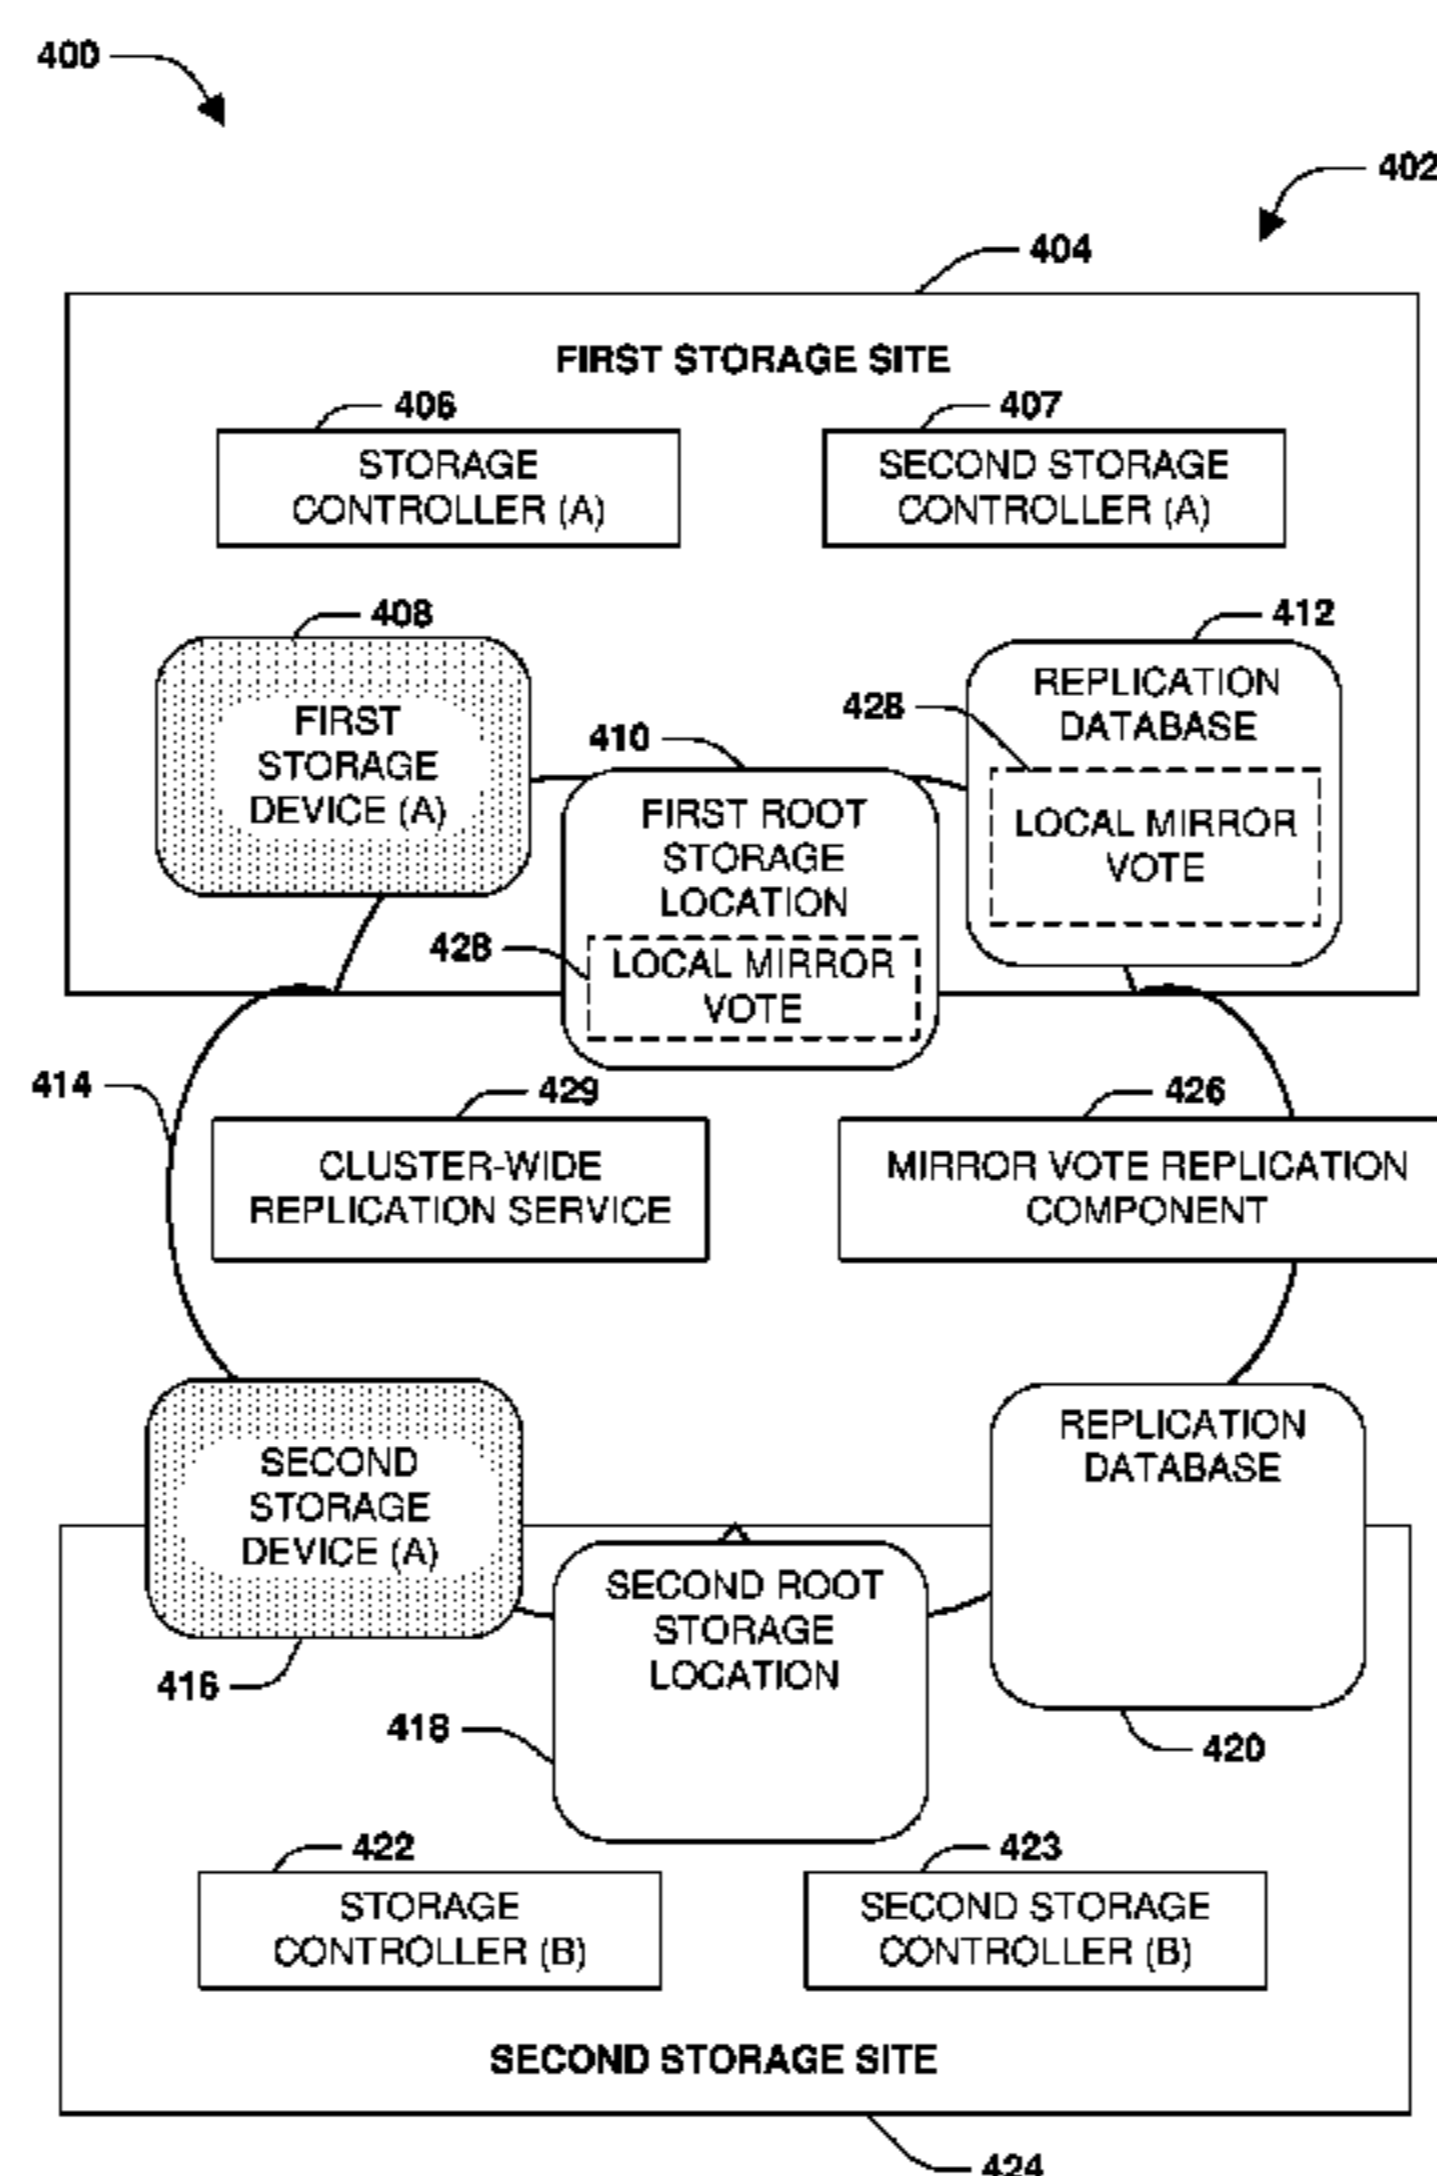 400
402
404
FIRST STORAGE SITE
406
407
STORAGE
CONTROLLER (A)
SECOND STORAGE
CONTROLLER (A)
408
412
FIRST
STORAGE
DEVICE (A)
410
428
REPLICATION
DATABASE
LOCAL MIRROR
VOTE
FIRST ROOT
STORAGE
LOCATION
428
LOCAL MIRROR
VOTE
414
429
426
CLUSTER-WIDE
REPLICATION SERVICE
MIRROR VOTE REPLICATION
COMPONENT
SECOND
STORAGE
DEVICE (A)
REPLICATION
DATABASE
SECOND ROOT
STORAGE
LOCATION
416
418
420
422
423
STORAGE
CONTROLLER (B)
SECOND STORAGE
CONTROLLER (B)
SECOND STORAGE SITE
424